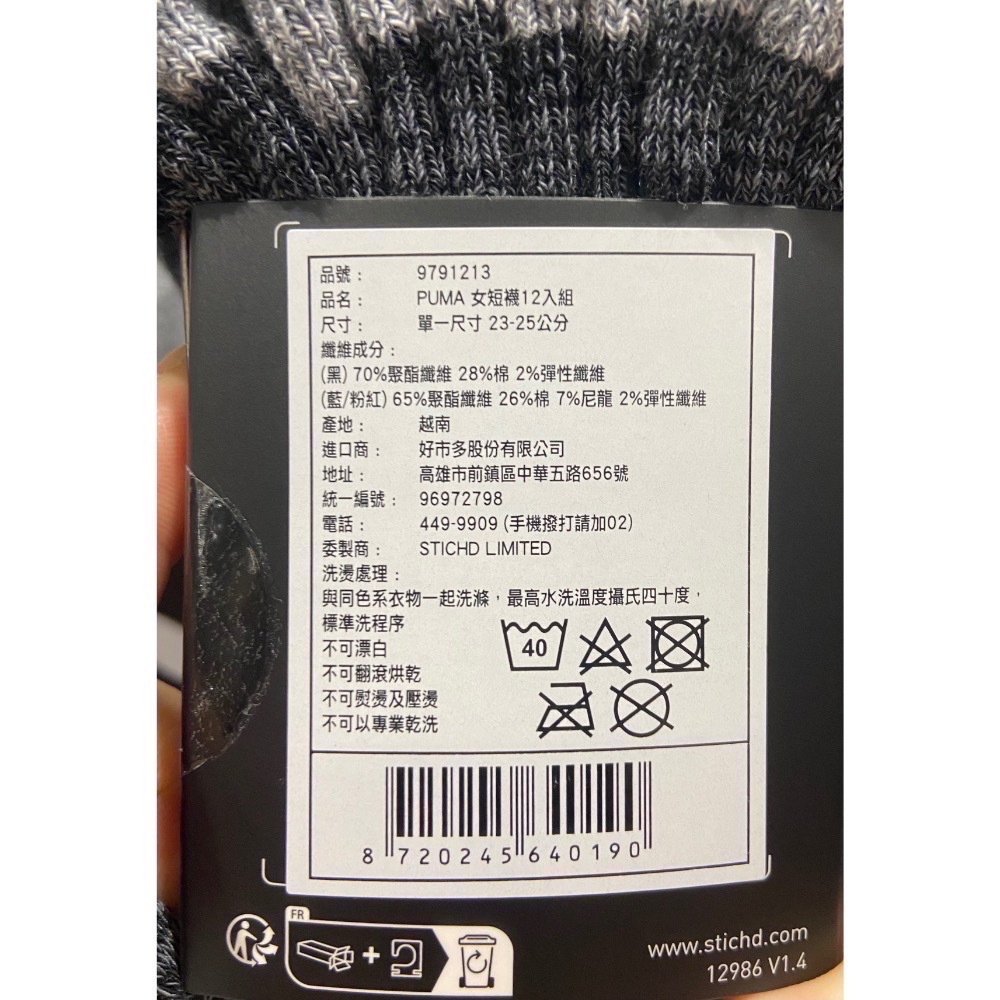 品號： 9791213
品名： PUMA 女短襪12入組
尺寸： 單一尺寸 23-25公分
纖維成分：
(黑) 70%聚酯纖維 28%棉 2%彈性纖維
(藍/粉紅) 65%聚酯纖維 26%棉 7%尼龍 2%彈性纖維
產地： 越南
進口商： 好市多股份有限公司
地址： 高雄市前鎮區中華五路656號
統一編號： 96972798
電話： 449-9909 (手機撥打請加02)
委製商： STICHD LIMITED
洗燙處理：
與同色系衣物一起洗滌，最高水洗溫度攝氏四十度，
標準洗程序
不可漂白
不可翻滾烘乾
不可熨燙及壓燙
不可以專業乾洗
40
8 720245 640190
FR
www.stichd.com
12986 V1.4